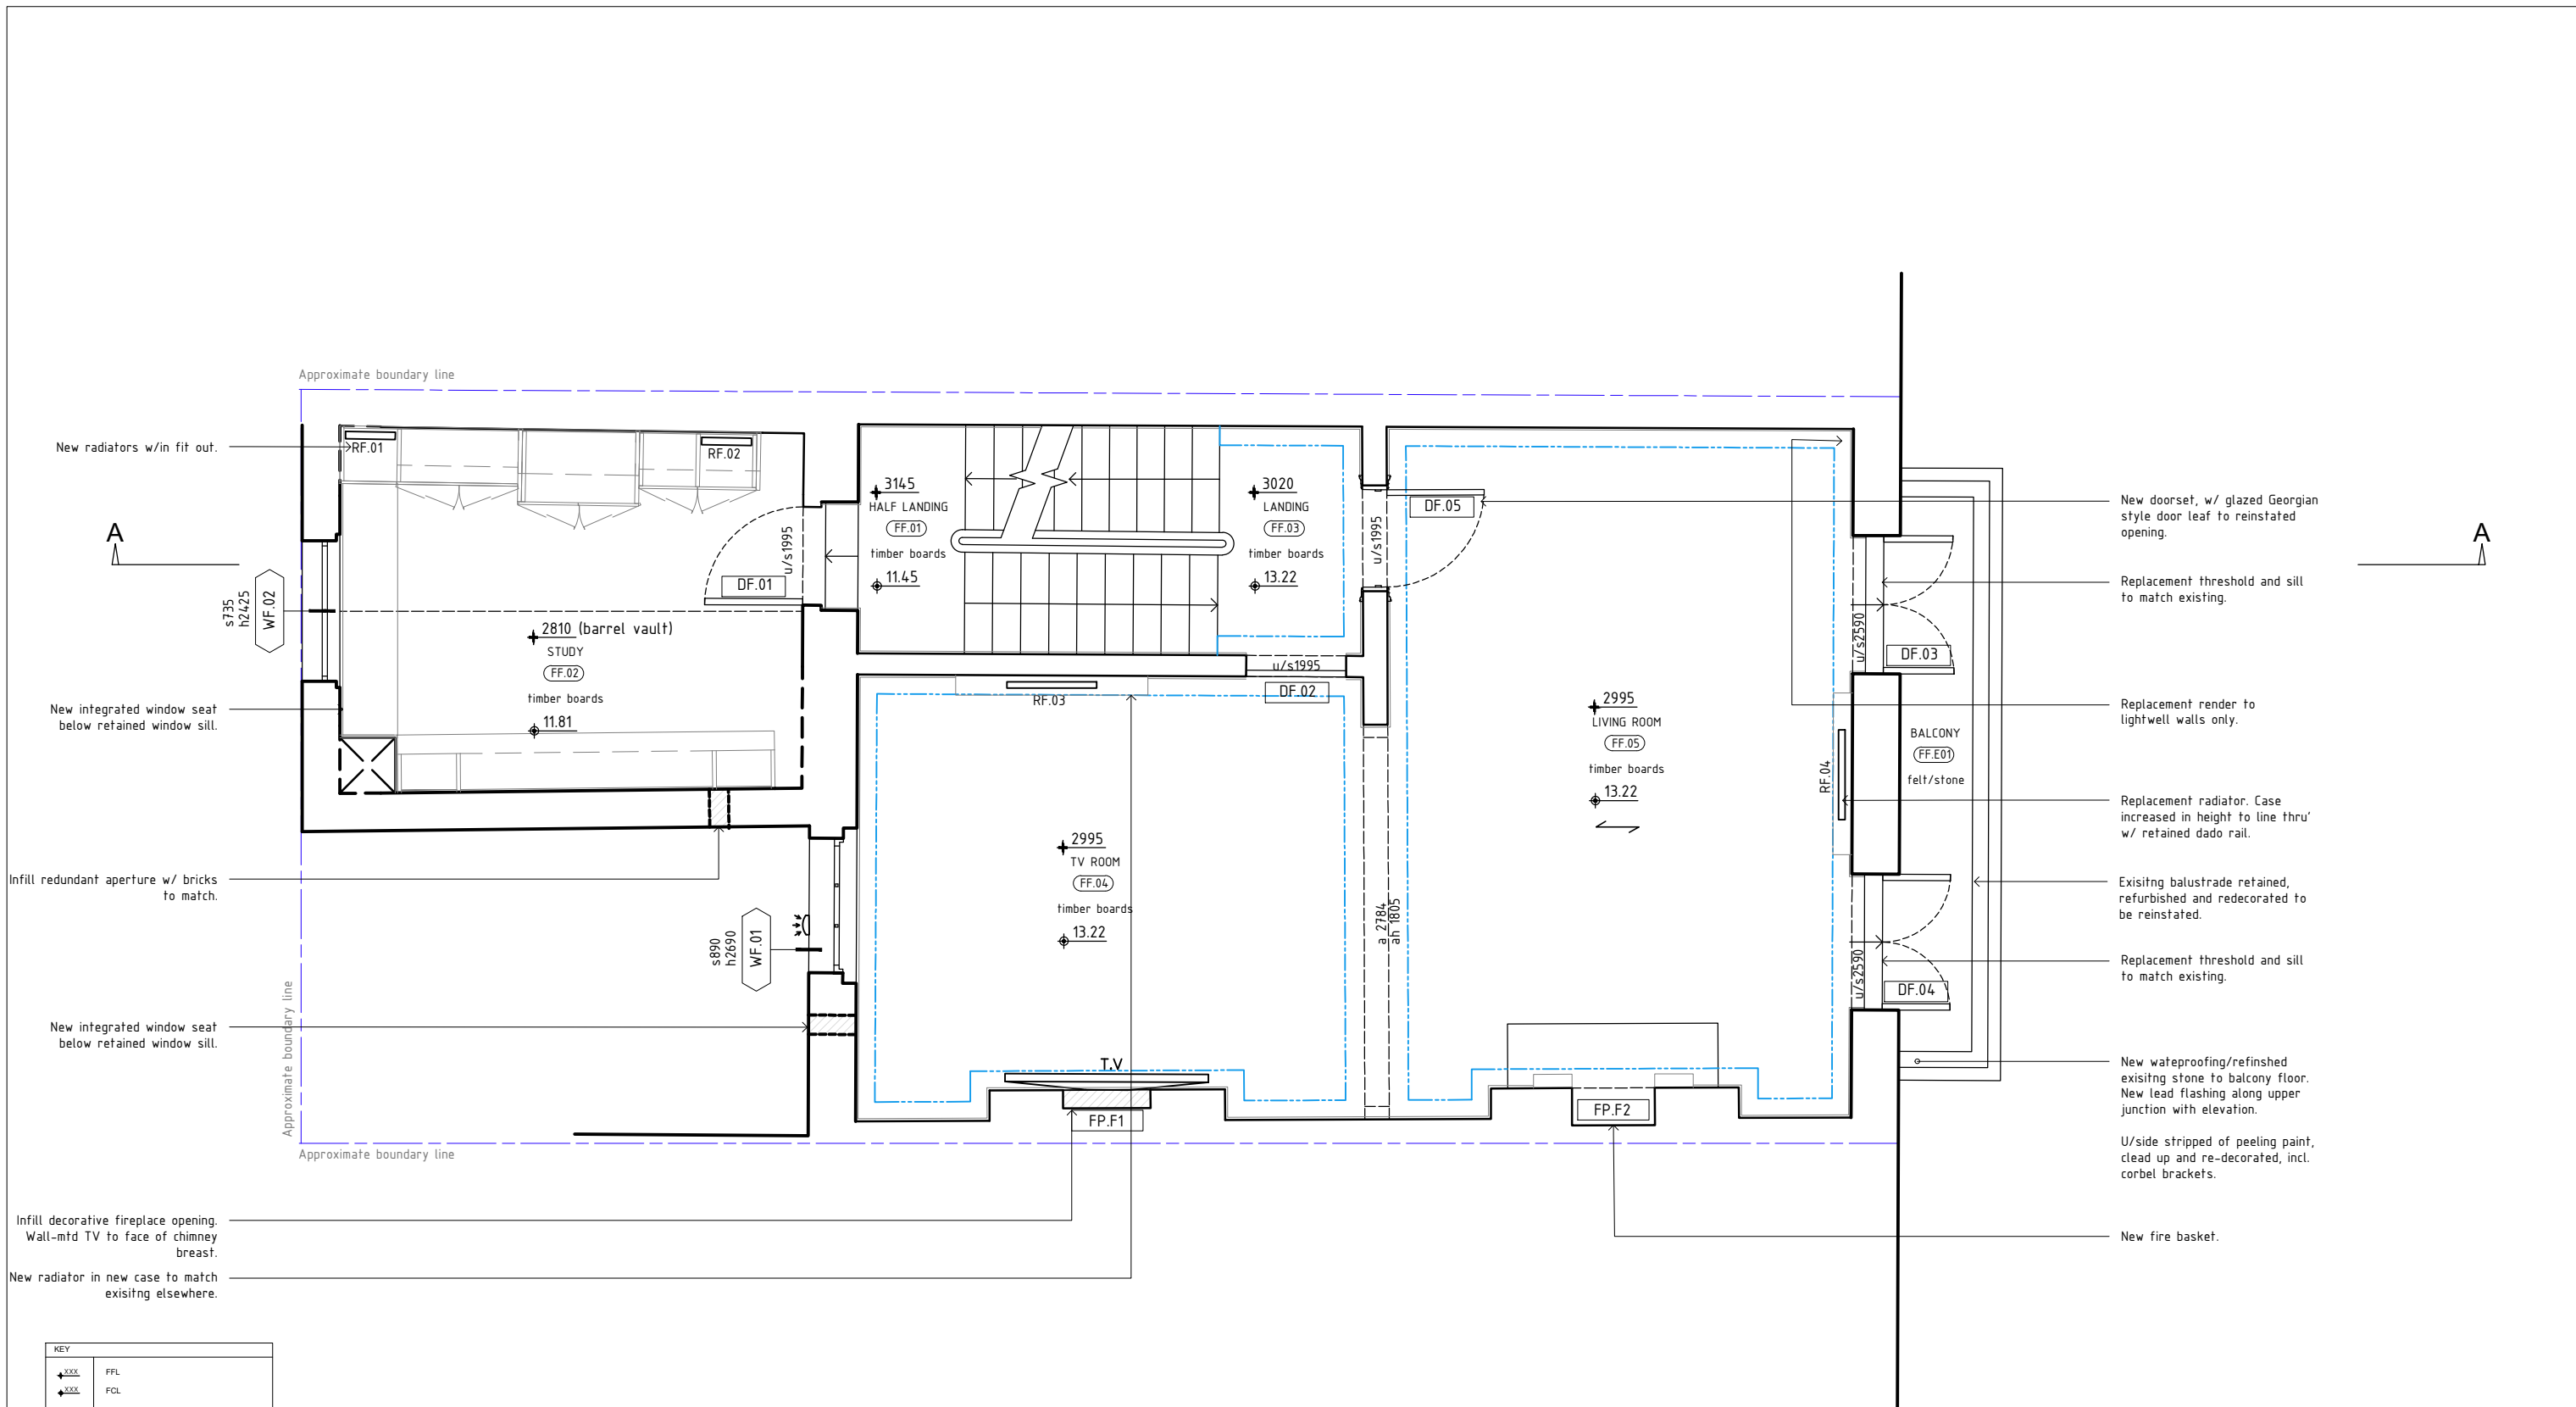 Approximate boundary line
New radiators w/in fit out.
RF.01
RF.02
A
s735
h2425
WF.02
DF.01
u/s1995
2810 (barrel vault)
STUDY
FF.02
timber boards
11.81
3145
HALF LANDING
FF.01
timber boards
11.45
3020
LANDING
FF.03
timber boards
13.22
u/s1995
DF.05
u/s1995
DF.02
RF.03
New integrated window seat
below retained window sill.
Infill redundant aperture w/ bricks
to match.
s890
h2690
WF.01
2995
TV ROOM
FF.04
timber boards
13.22
a 2784
ah 1805
2995
LIVING ROOM
FF.05
timber boards
13.22
RF.04
u/s2590
DF.03
BALCONY
FF.E01
felt/stone
u/s2590
DF.04
A
New doorset, w/ glazed Georgian
style door leaf to reinstated
opening.
Replacement threshold and sill
to match existing.
Replacement render to
lightwell walls only.
Replacement radiator. Case
increased in height to line thru'
w/ retained dado rail.
Exisitng balustrade retained,
refurbished and redecorated to
be reinstated.
Replacement threshold and sill
to match existing.
New wateproofing/refinshed
exisitng stone to balcony floor.
New lead flashing along upper
junction with elevation.
U/side stripped of peeling paint,
clead up and re-decorated, incl.
corbel brackets.
New fire basket.
New integrated window seat
below retained window sill.
Approximate boundary line
Approximate boundary line
T.V
FP.F1
FP.F2
Infill decorative fireplace opening.
Wall-mtd TV to face of chimney
breast.
New radiator in new case to match
exisitng elsewhere.
KEY
XXX FFL
XXX FCL